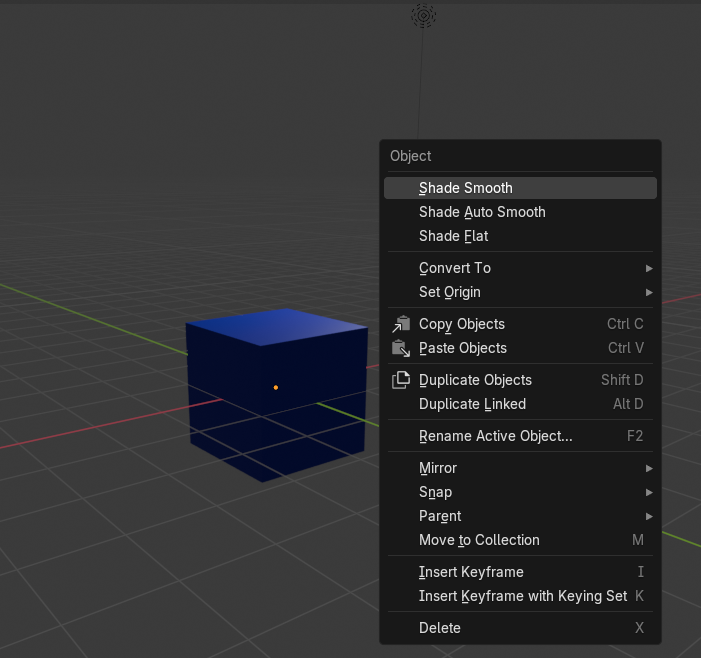 Object
Shade Smooth
Shade Auto Smooth
Shade Flat
Convert To
Set Origin
Copy Objects Ctrl C
Paste Objects Ctrl V
Duplicate Objects Shift D
Duplicate Linked Alt D
Rename Active Object... F2
Mirror
Snap
Parent
Move to Collection M
Insert Keyframe I
Insert Keyframe with Keying Set K
Delete X